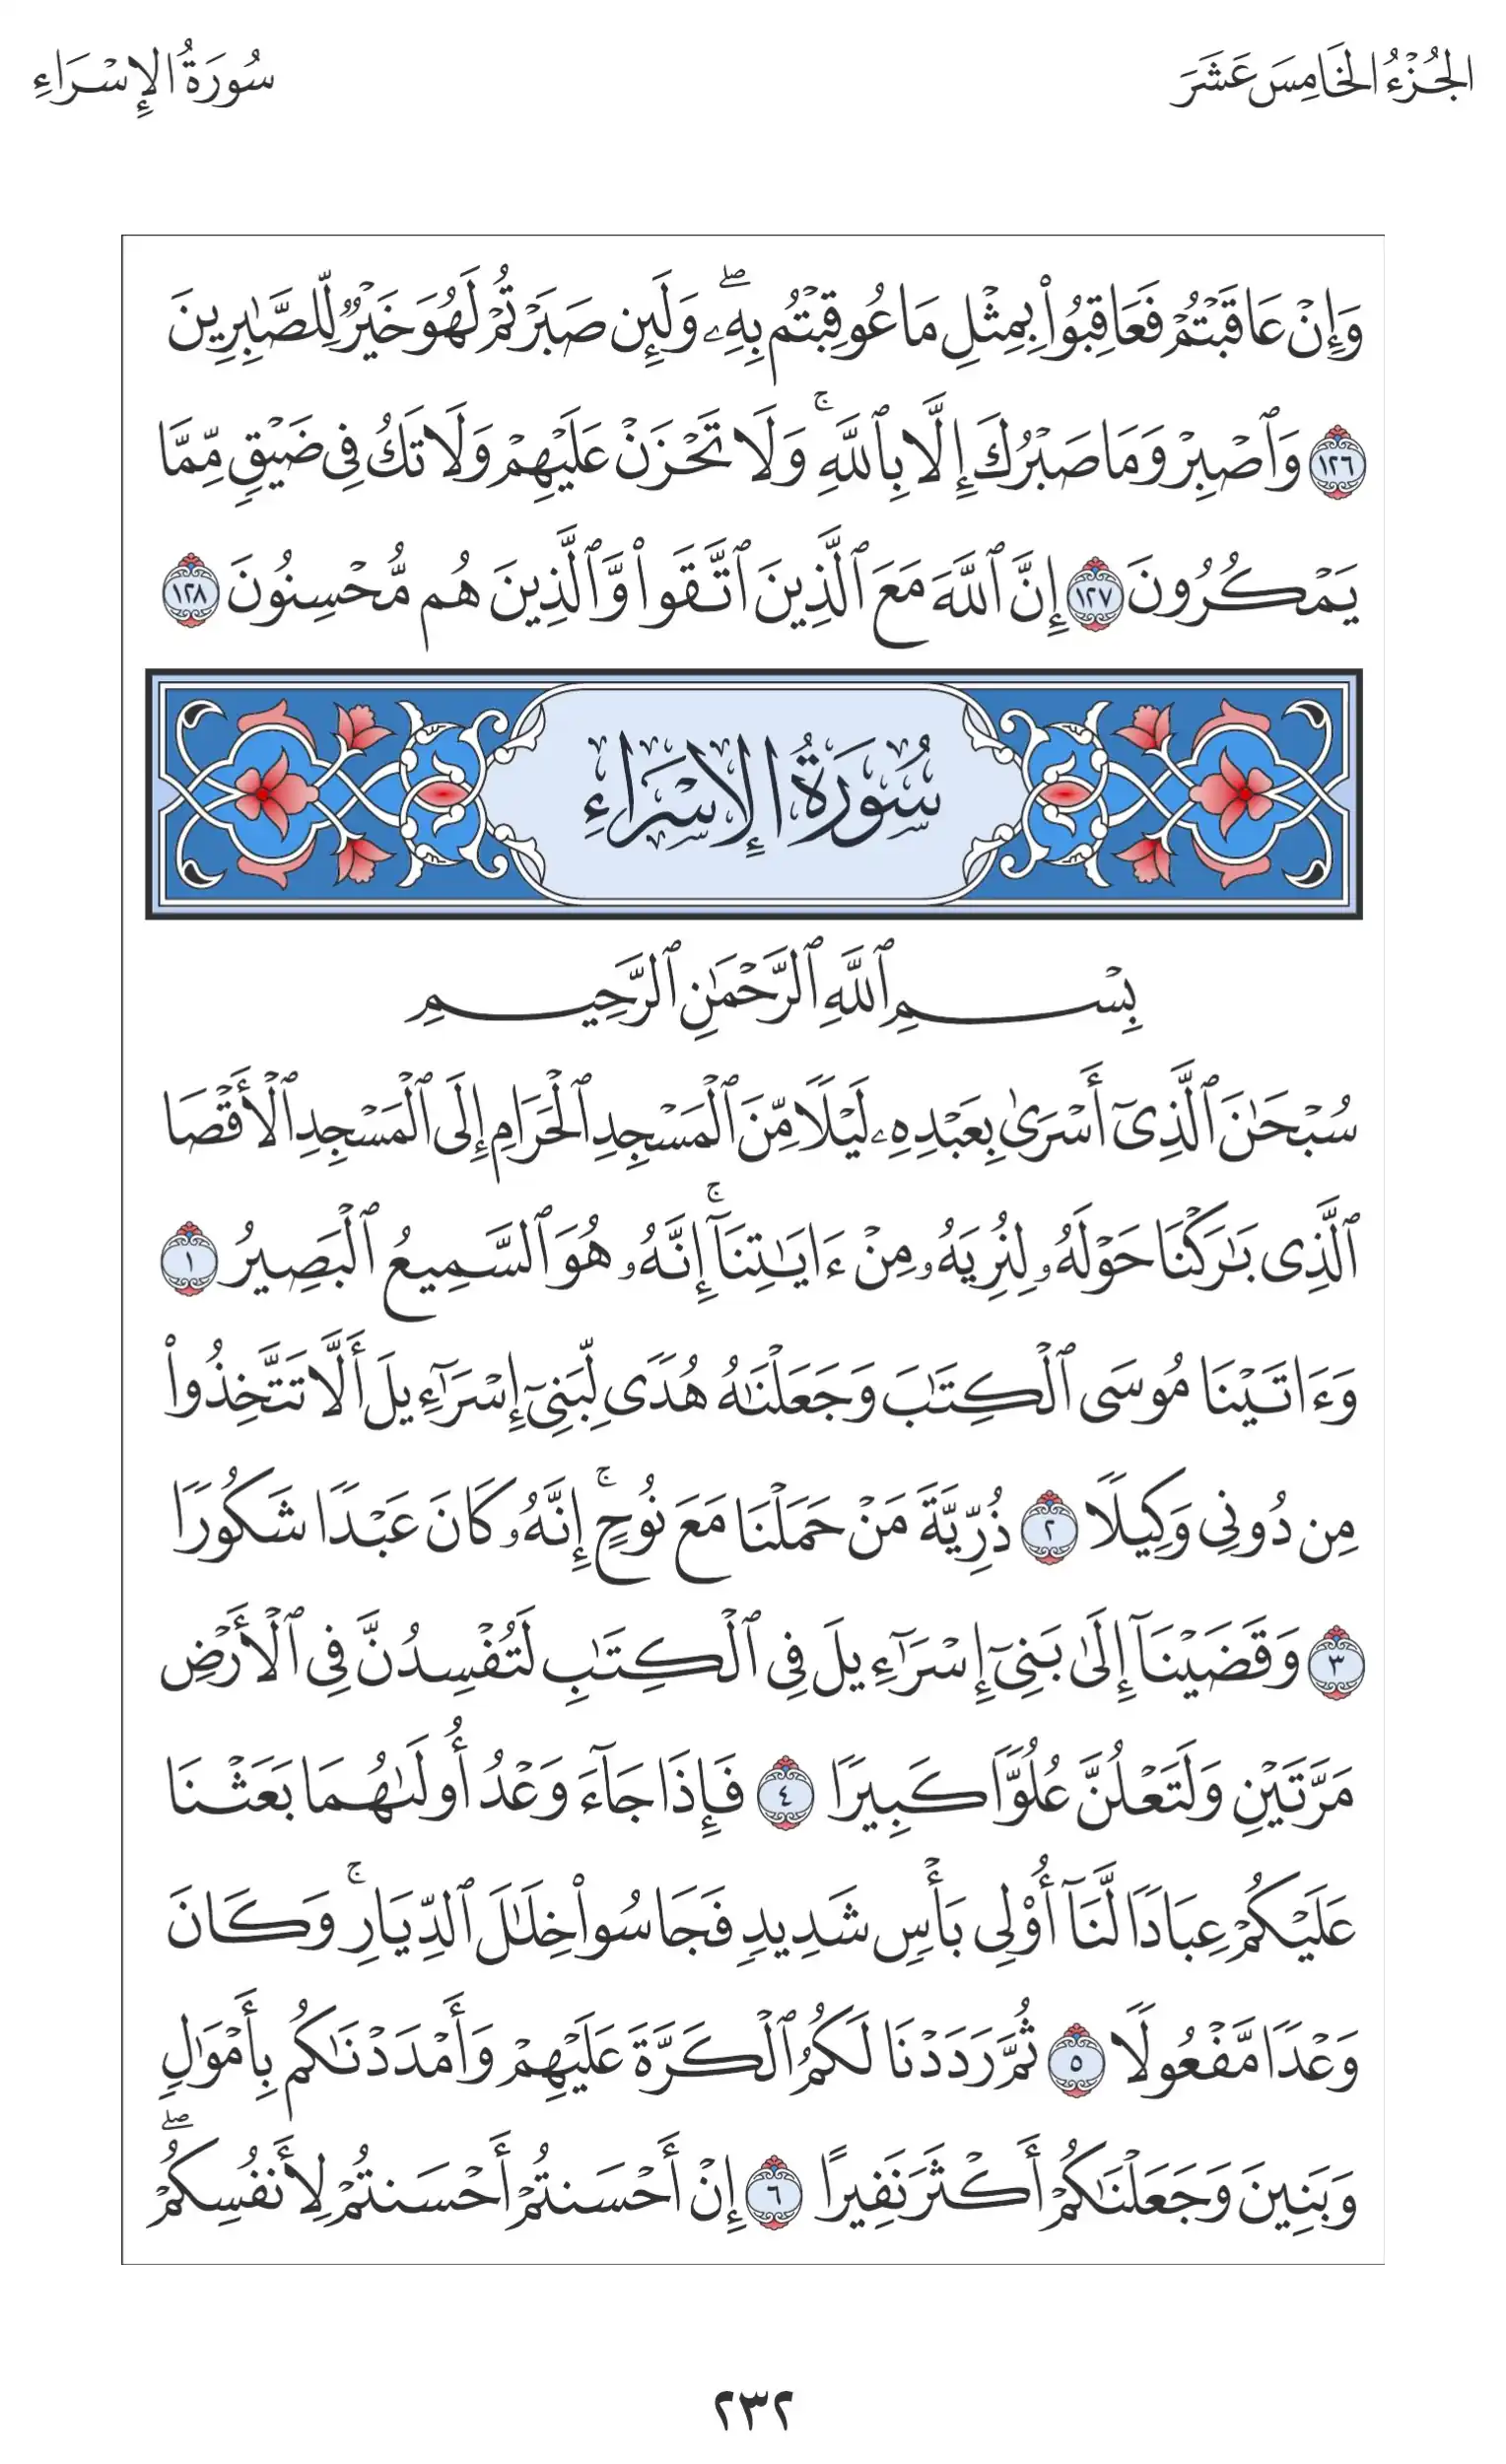 الجُزْءُ الخَامِسَ عَشَرَ
سُورَةُ الإِسْرَاءِ
وَإِنْ عَاقَبْتُمْ فَعَاقِبُوا۟ بِمِثْلِ مَا عُوقِبْتُم بِهِۦۖ وَلَئِن صَبَرْتُمْ لَهُوَ خَيْرٌ لِّلصَّـٰبِرِينَ
١٢٦ وَٱصْبِرْ وَمَا صَبْرُكَ إِلَّا بِٱللَّهِۚ وَلَا تَحْزَنْ عَلَيْهِمْ وَلَا تَكُ فِى ضَيْقٍ مِّمَّا
يَمْكُرُونَ ١٢٧ إِنَّ ٱللَّهَ مَعَ ٱلَّذِينَ ٱتَّقَوا۟ وَّٱلَّذِينَ هُم مُّحْسِنُونَ ١٢٨
سُورَةُ الإِسْرَاءِ
بِسْمِ ٱللَّهِ ٱلرَّحْمَـٰنِ ٱلرَّحِيمِ
سُبْحَـٰنَ ٱلَّذِىٓ أَسْرَىٰ بِعَبْدِهِۦ لَيْلًا مِّنَ ٱلْمَسْجِدِ ٱلْحَرَامِ إِلَى ٱلْمَسْجِدِ ٱلْأَقْصَا
ٱلَّذِى بَـٰرَكْنَا حَوْلَهُۥ لِنُرِيَهُۥ مِنْ ءَايَـٰتِنَآۚ إِنَّهُۥ هُوَ ٱلسَّمِيعُ ٱلْبَصِيرُ ١
وَءَاتَيْنَا مُوسَى ٱلْكِتَـٰبَ وَجَعَلْنَـٰهُ هُدًى لِّبَنِىٓ إِسْرَٰٓءِيلَ أَلَّا تَتَّخِذُوا۟
مِن دُونِى وَكِيلًا ٢ ذُرِّيَّةَ مَنْ حَمَلْنَا مَعَ نُوحٍۚ إِنَّهُۥ كَانَ عَبْدًا شَكُورًا
٣ وَقَضَيْنَآ إِلَىٰ بَنِىٓ إِسْرَٰٓءِيلَ فِى ٱلْكِتَـٰبِ لَتُفْسِدُنَّ فِى ٱلْأَرْضِ
مَرَّتَيْنِ وَلَتَعْلُنَّ عُلُوًّا كَبِيرًا ٤ فَإِذَا جَآءَ وَعْدُ أُولَىٰهُمَا بَعَثْنَا
عَلَيْكُمْ عِبَادًا لَّنَآ أُو۟لِى بَأْسٍ شَدِيدٍ فَجَاسُوا۟ خِلَـٰلَ ٱلدِّيَارِۚ وَكَانَ
وَعْدًا مَّفْعُولًا ٥ ثُمَّ رَدَدْنَا لَكُمُ ٱلْكَرَّةَ عَلَيْهِمْ وَأَمْدَدْنَـٰكُم بِأَمْوَٰلٍ
وَبَنِينَ وَجَعَلْنَـٰكُمْ أَكْثَرَ نَفِيرًا ٦ إِنْ أَحْسَنتُمْ أَحْسَنتُمْ لِأَنفُسِكُمْۖ
٢٣٢